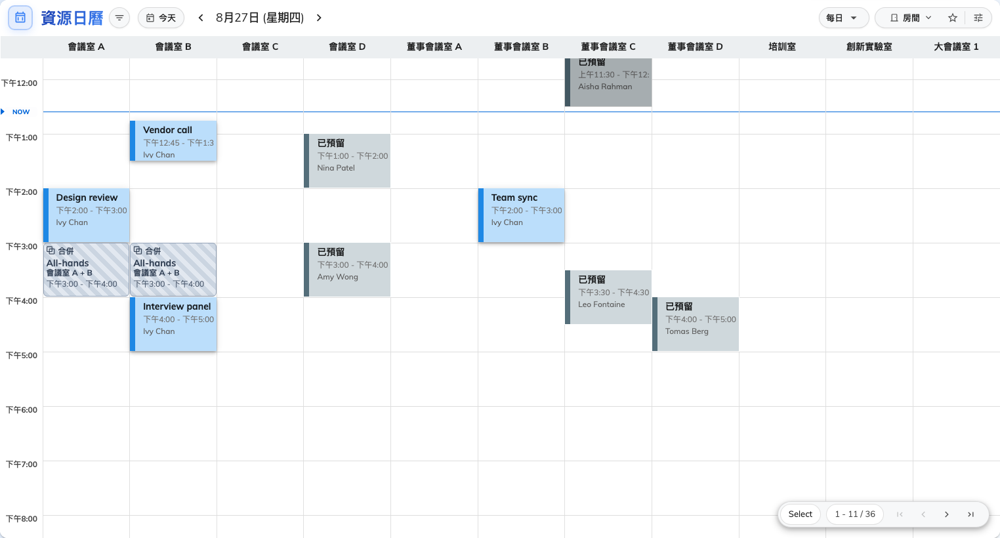 資源日曆
今天
8月27日 (星期四)
每日
房間
會議室 A
會議室 B
會議室 C
會議室 D
董事會議室 A
董事會議室 B
董事會議室 C
董事會議室 D
培訓室
創新實驗室
大會議室 1
下午12:00
NOW
下午1:00
下午2:00
下午3:00
下午4:00
下午5:00
下午6:00
下午7:00
下午8:00
已預留
上午11:30 - 下午12:
Aisha Rahman
Vendor call
下午12:45 - 下午1:3
Ivy Chan
已預留
下午1:00 - 下午2:00
Nina Patel
Design review
下午2:00 - 下午3:00
Ivy Chan
Team sync
下午2:00 - 下午3:00
Ivy Chan
合併
All-hands
會議室 A + B
下午3:00 - 下午4:00
合併
All-hands
會議室 A + B
下午3:00 - 下午4:00
已預留
下午3:00 - 下午4:00
Amy Wong
已預留
下午3:30 - 下午4:30
Leo Fontaine
Interview panel
下午4:00 - 下午5:00
Ivy Chan
已預留
下午4:00 - 下午5:00
Tomas Berg
Select
1 - 11 / 36